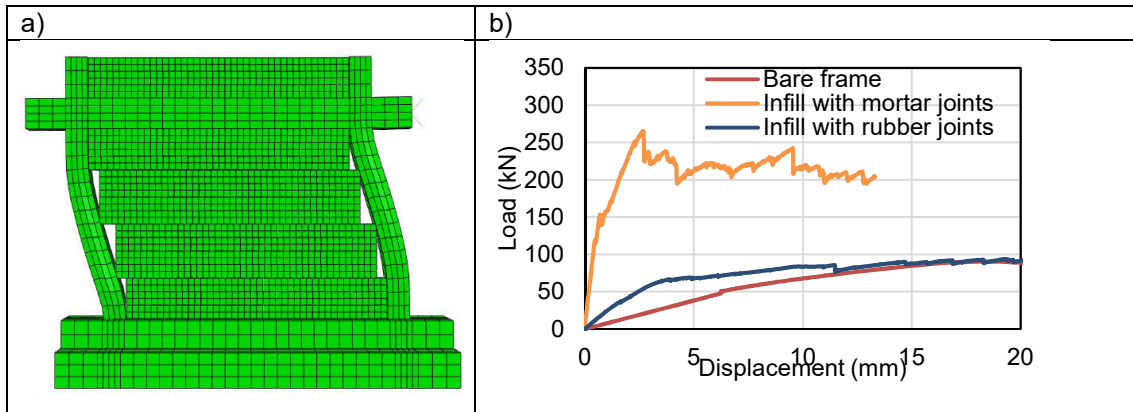 a)
b)
350
300
250
200
150
100
50
0
Bare frame
Infill with mortar joints
Infill with rubber joints
Load (kN)
0 5 10 15 20
Displacement (mm)